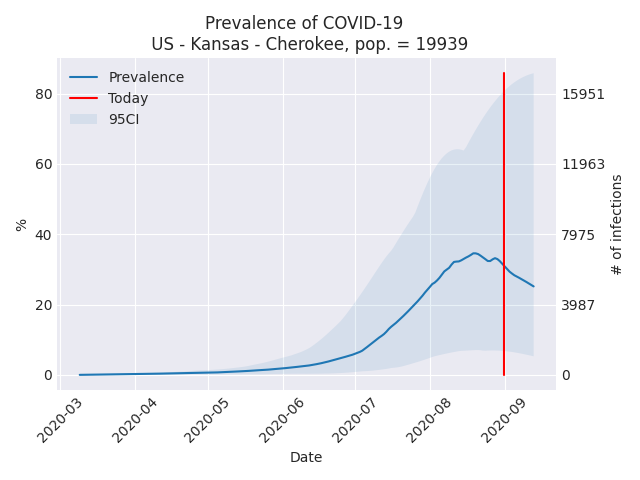 Prevalence of COVID-19
US - Kansas - Cherokee, pop. = 19939
Prevalence
Today
95CI
80
60
40
20
0
%
15951
11963
7975
3987
0
# of infections
2020-03
2020-04
2020-05
2020-06
2020-07
2020-08
2020-09
Date